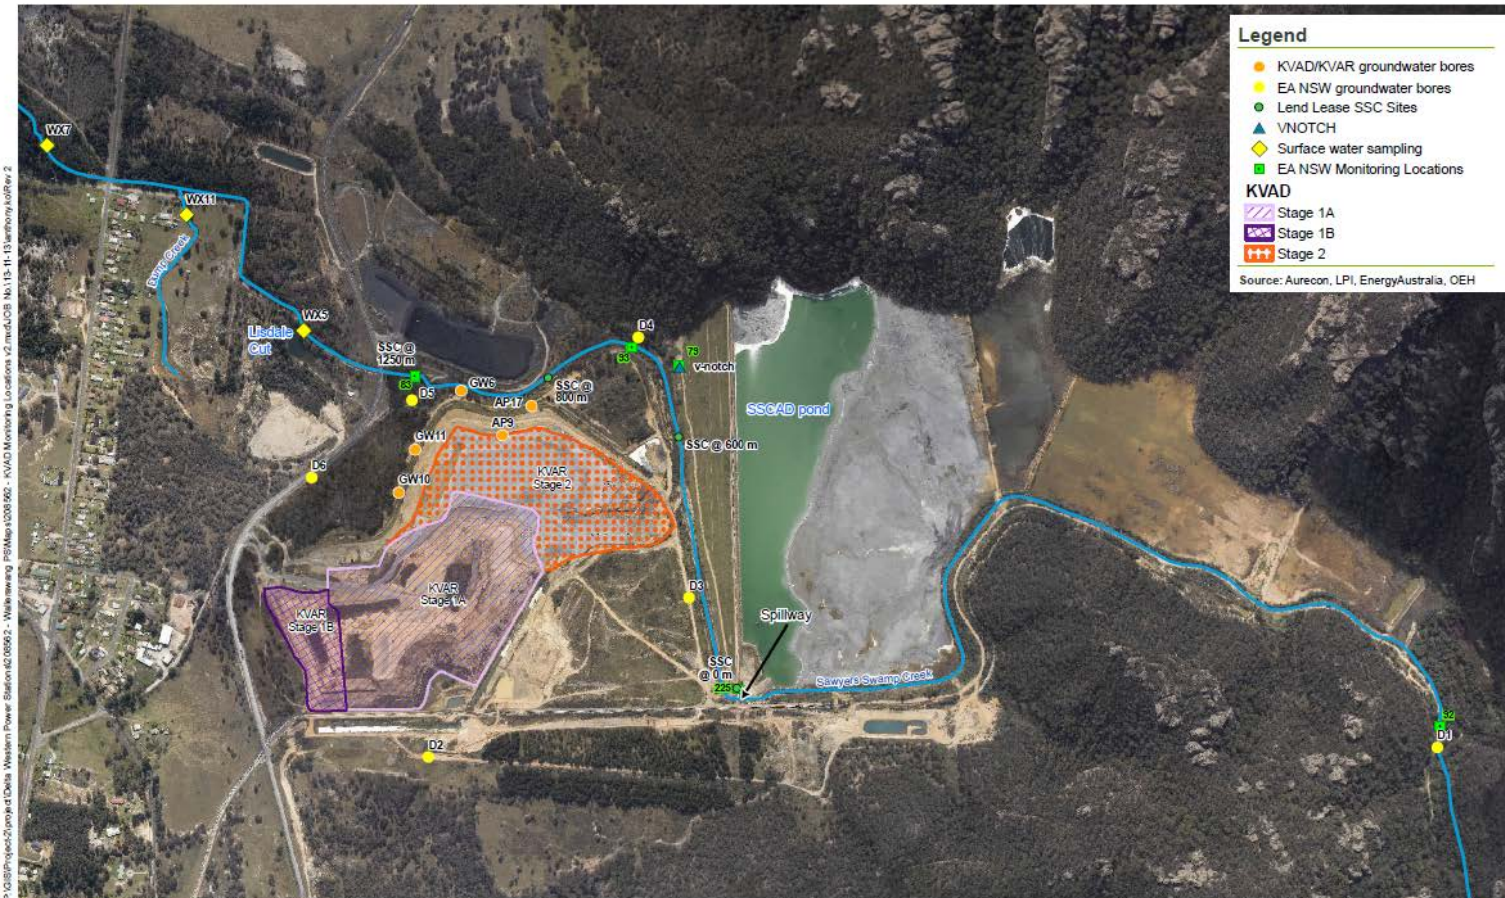 Legend
KVAD/KVAR groundwater bores
EA NSW groundwater bores
Lend Lease SSC Sites
VNOTCH
Surface water sampling
EA NSW Monitoring Locations
KVAD
Stage 1A
Stage 1B
Stage 2
Source: Aurecon, LPI, EnergyAustralia, OEH
WX7
WX11
Dump Creek
WX5
Lisdale
Cut
SSC @
1250 m
83
D5
GW6
AP17
AP9
SSC @
800 m
D4
93
79
v-notch
SSCAD pond
SSC @ 600 m
GW11
GW10
D6
KVAR
Stage 2
KVAR
Stage 1A
KVAR
Stage 1B
D3
Spillway
SSC
@ 0 m
225
Sawyers Swamp Creek
D2
92
D1